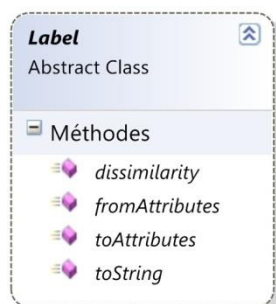 Label
Abstract Class
Méthodes
dissimilarity
fromAttributes
toAttributes
toString